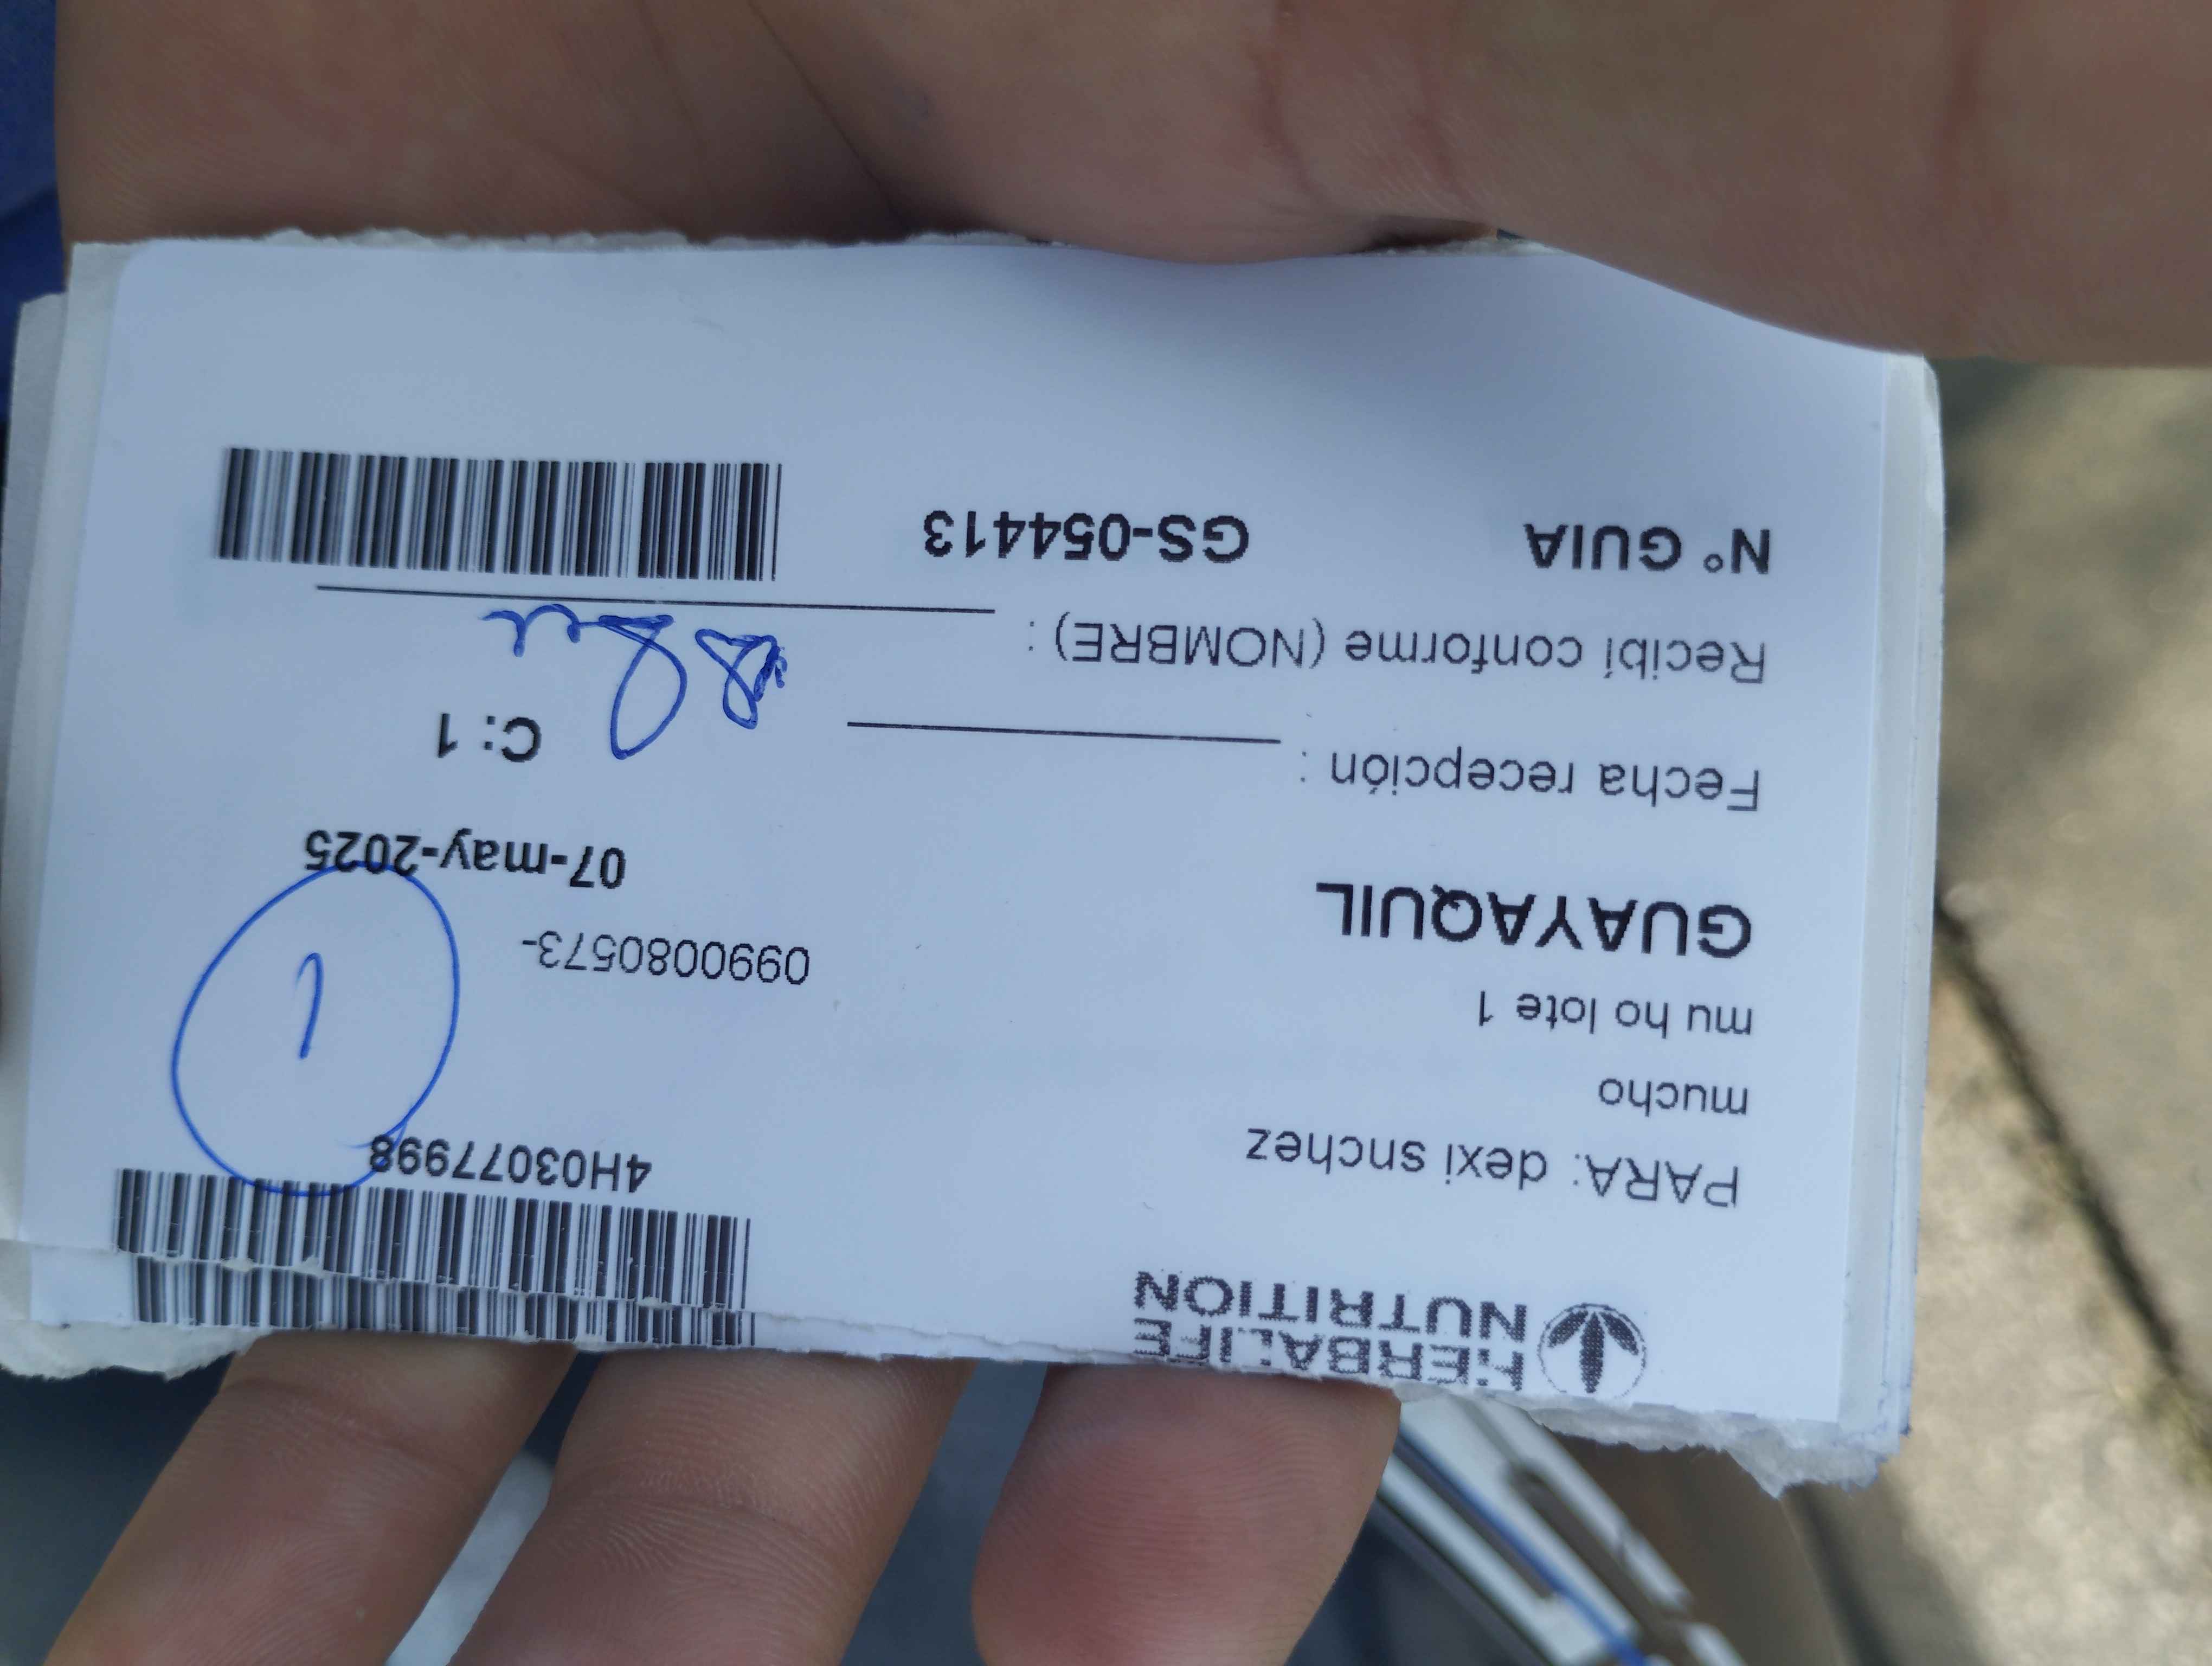 HERBALIFE
NUTRITION
4H03077998
PARA: dexi snchez
mucho
1
mu ho lote 1
0990080573-
GUAYAQUIL
07-may-2025
Fecha recepción :
C: 1
Recibí conforme (NOMBRE) :
N° GUIA GS-054413